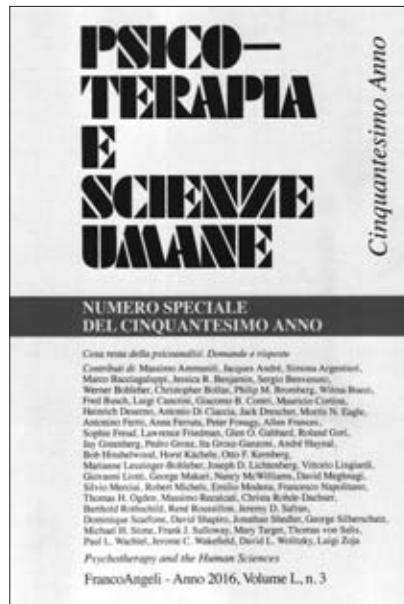 PSICO—
TERAPIA
E
SCIENZE
UMANE
Cinquantesimo Anno
NUMERO SPECIALE
DEL CINQUANTESIMO ANNO
Cosa resta della psicoanalisi. Domande e risposte
Contributi di: Massimo Ammaniti, Jacques André, Simona Argentieri,
Marco Bacciagaluppi, Jessica R. Benjamin, Sergio Benvenuto,
Werner Bohleber, Christopher Bollas, Philip M. Bromberg, Wilma Bucci,
Fred Busch, Luigi Cancrini, Giacomo B. Contri, Mauricio Cortina,
Heinrich Deserno, Antonio Di Ciaccia, Jack Drescher, Morris N. Eagle,
Antonino Ferro, Anna Ferruta, Peter Fonagy, Allen Frances,
Sophie Freud, Lawrence Friedman, Glen O. Gabbard, Roland Gori,
Jay Greenberg, Pedro Grosz, Ita Grosz-Ganzoni, André Haynal,
Bob Hinshelwood, Horst Kächele, Otto F. Kernberg,
Marianne Leuzinger-Bohleber, Joseph D. Lichtenberg, Vittorio Lingiardi,
Giovanni Liotti, George Makari, Nancy McWilliams, David Meghnagi,
Silvio Merciai, Robert Michels, Emilio Modena, Francesco Napolitano,
Thomas H. Ogden, Massimo Recalcati, Christa Rohde-Dachser,
Berthold Rothschild, René Roussillon, Jeremy D. Safran,
Dominique Scarfone, David Shapiro, Jonathan Shedler, George Silberschatz,
Michael H. Stone, Frank J. Sulloway, Mary Target, Thomas von Salis,
Paul L. Wachtel, Jerome C. Wakefield, David L. Wolitzky, Luigi Zoja
Psychotherapy and the Human Sciences
FrancoAngeli - Anno 2016, Volume L, n. 3